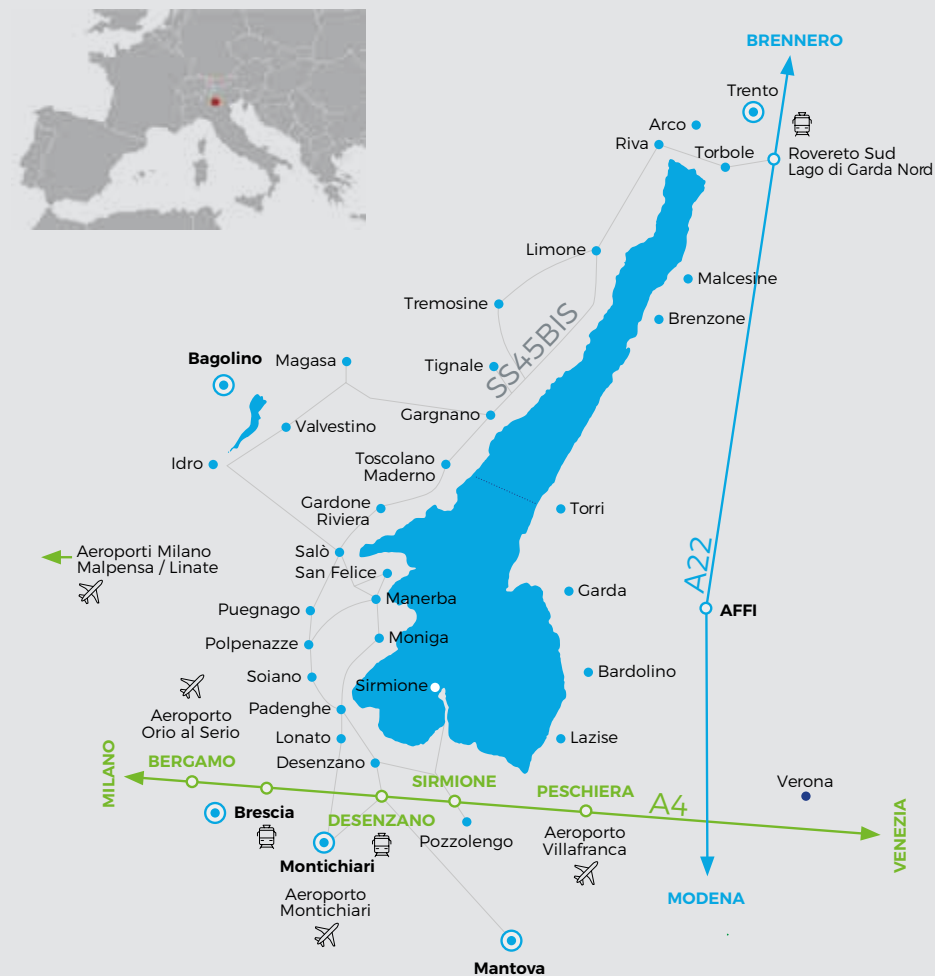 BRENNERO
Trento
Arco
Riva
Torbole
Rovereto Sud
Lago di Garda Nord
Limone
Malcesine
Tremosine
Brenzone
SS45BIS
Bagolino
Magasa
Tignale
Gargnano
Valvestino
Idro
Toscolano
Maderno
Gardone
Riviera
Torri
Salò
Aeroporti Milano
Malpensa / Linate
San Felice
A22
Garda
Manerba
AFFI
Puegnago
Polpenazze
Moniga
Soiano
Sirmione
Bardolino
Aeroporto
Orio al Serio
Padenghe
Lonato
Lazise
Desenzano
MILANO
BERGAMO
SIRMIONE
PESCHIERA
Verona
A4
Brescia
DESENZANO
Pozzolengo
Aeroporto
Villafranca
VENEZIA
Montichiari
Aeroporto
Montichiari
MODENA
Mantova